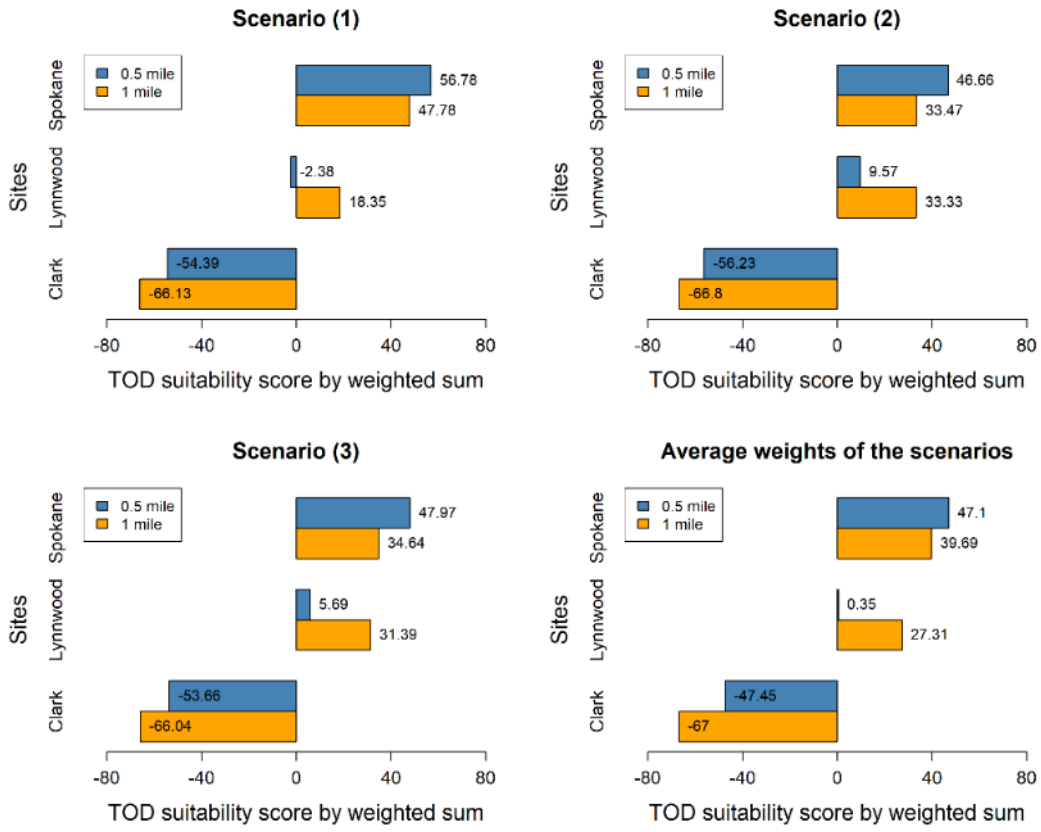 Scenario (1)
0.5 mile
1 mile
Sites
Spokane
Lynnwood
Clark
56.78
47.78
-2.38
18.35
-54.39
-66.13
-80
-40
0
40
80
TOD suitability score by weighted sum
Scenario (2)
0.5 mile
1 mile
Sites
Spokane
Lynnwood
Clark
46.66
33.47
9.57
33.33
-56.23
-66.8
-80
-40
0
40
80
TOD suitability score by weighted sum
Scenario (3)
0.5 mile
1 mile
Sites
Spokane
Lynnwood
Clark
47.97
34.64
5.69
31.39
-53.66
-66.04
-80
-40
0
40
80
TOD suitability score by weighted sum
Average weights of the scenarios
0.5 mile
1 mile
Sites
Spokane
Lynnwood
Clark
47.1
39.69
0.35
27.31
-47.45
-67
-80
-40
0
40
80
TOD suitability score by weighted sum